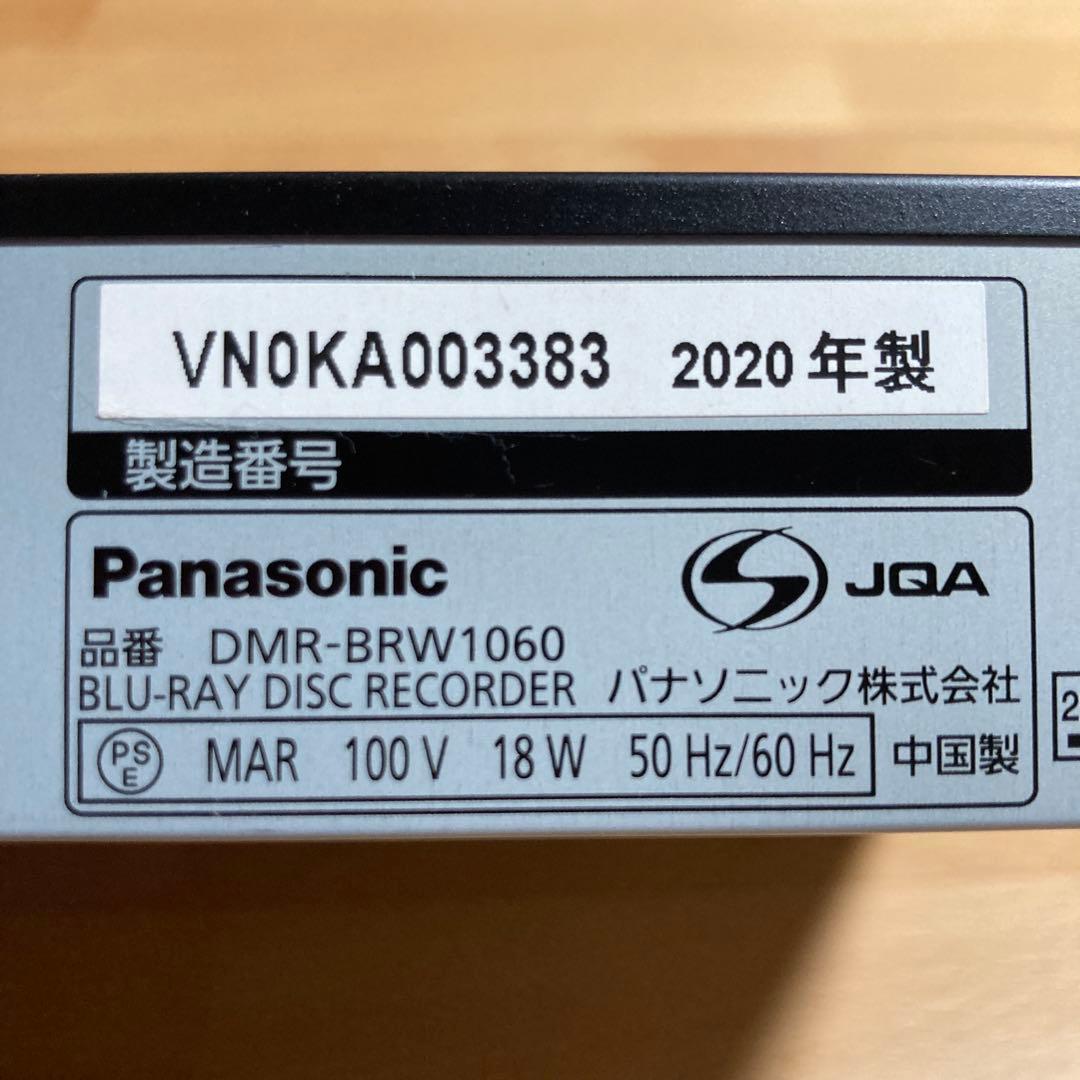 VN0KA003383 2020年製
製造番号
Panasonic
JQA
品番 DMR-BRW1060
BLU-RAY DISC RECORDER パナソニック株式会社
PS E MAR 100 V 18 W 50 Hz/60 Hz 中国製
2